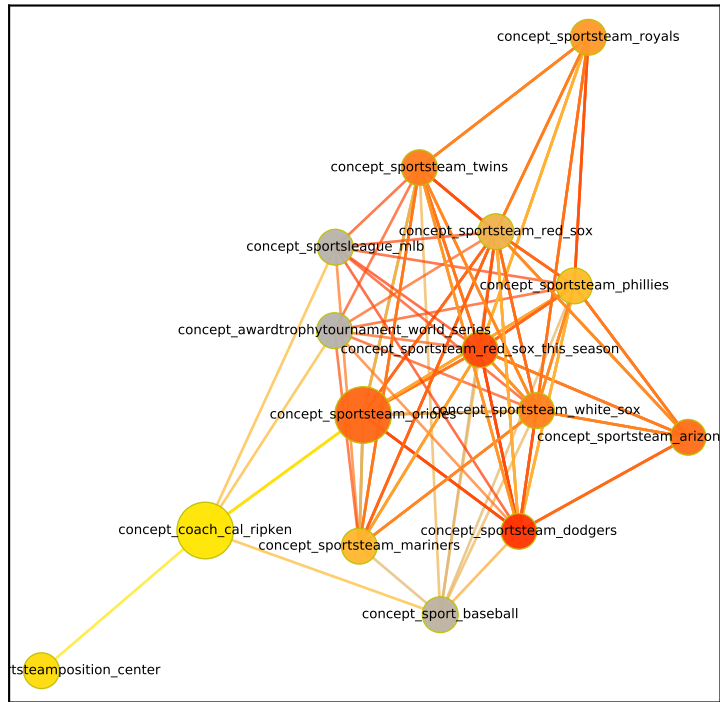 concept_sportsteam_royals
concept_sportsteam_twins
concept_sportsteam_red_sox
concept_sportsleague_mlb
concept_sportsteam_phillies
concept_awardtrophytournament_world_series
concept_sportsteam_red_sox_this_season
concept_sportsteam_orioles
concept_sportsteam_white_sox
concept_sportsteam_arizon
concept_coach_cal_ripken
concept_sportsteam_dodgers
concept_sportsteam_mariners
concept_sport_baseball
rtsteamposition_center